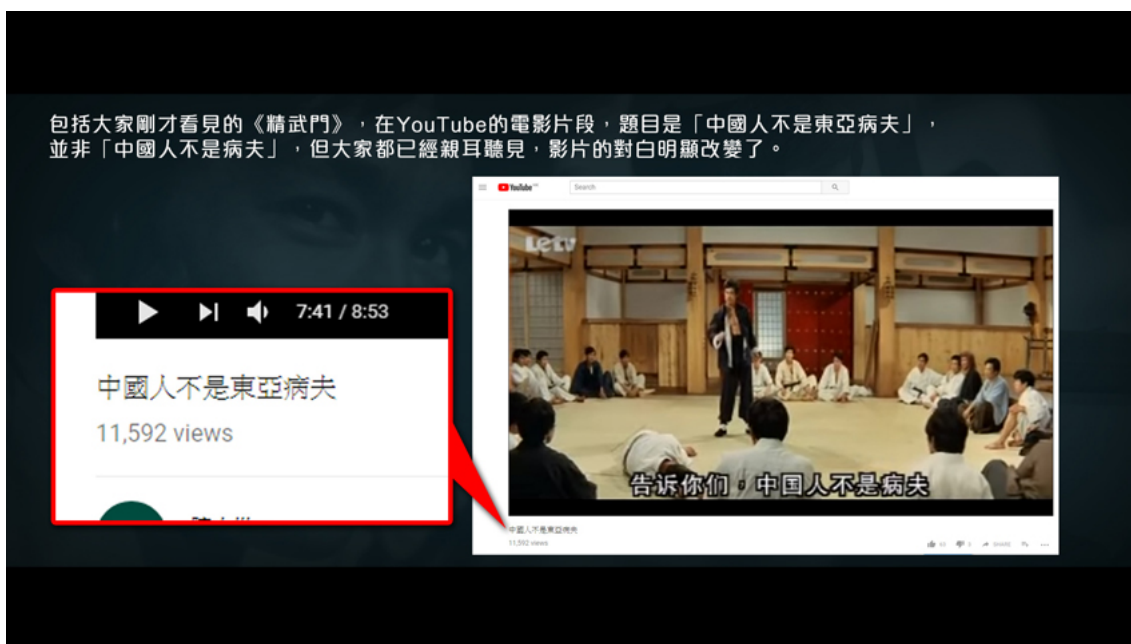 包括大家剛才看見的《精武門》，在YouTube的電影片段，題目是「中國人不是東亞病夫」，
並非「中國人不是病夫」，但大家都已經親耳聽見，影片的對白明顯改變了。
YouTube
Search
Letv
告诉你们，中国人不是病夫
7:41 / 8:53
中國人不是東亞病夫
11,592 views
中國人不是東亞病夫
11,592 views
SHARE